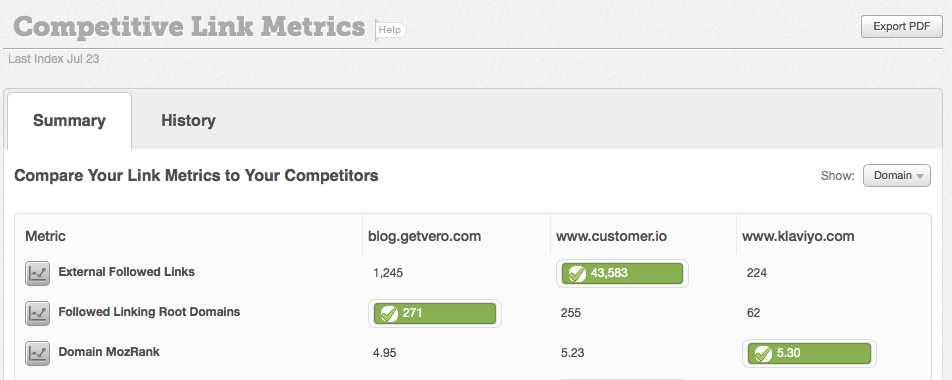 Competitive Link Metrics Help Export PDF
Last Index Jul 23
Summary History
Compare Your Link Metrics to Your Competitors Show: Domain
Metric blog.getvero.com www.customer.io www.klaviyo.com
External Followed Links 1,245 43,583 224
Followed Linking Root Domains 271 255 62
Domain MozRank 4.95 5.23 5.30